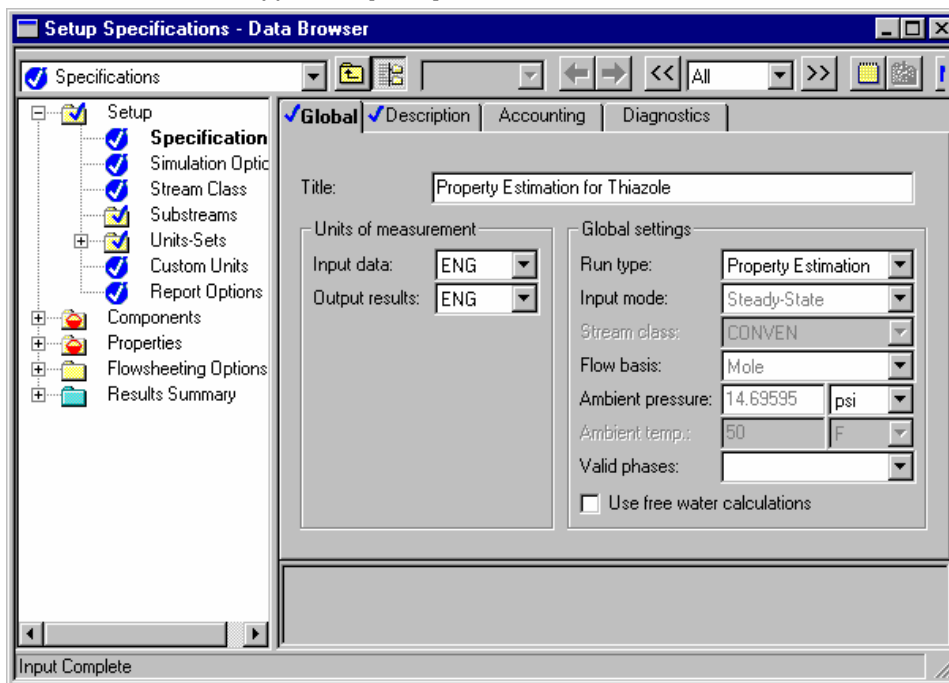 Setup Specifications - Data Browser
Specifications
All
Setup
Specification
Simulation Optic
Stream Class
Substreams
Units-Sets
Custom Units
Report Options
Components
Properties
Flowsheeting Options
Results Summary
Global Description Accounting Diagnostics
Title: Property Estimation for Thiazole
Units of measurement
Input data: ENG
Output results: ENG
Global settings
Run type: Property Estimation
Input mode: Steady-State
Stream class: CONVEN
Flow basis: Mole
Ambient pressure: 14.69595 psi
Ambient temp.: 50 F
Valid phases:
Use free water calculations
Input Complete